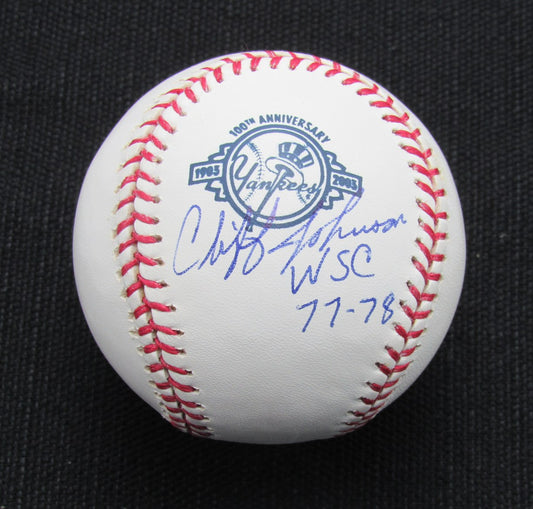 100TH ANNIVERSARY
1903 Yankees 2003
Cliff Johnson
WSC
77-78